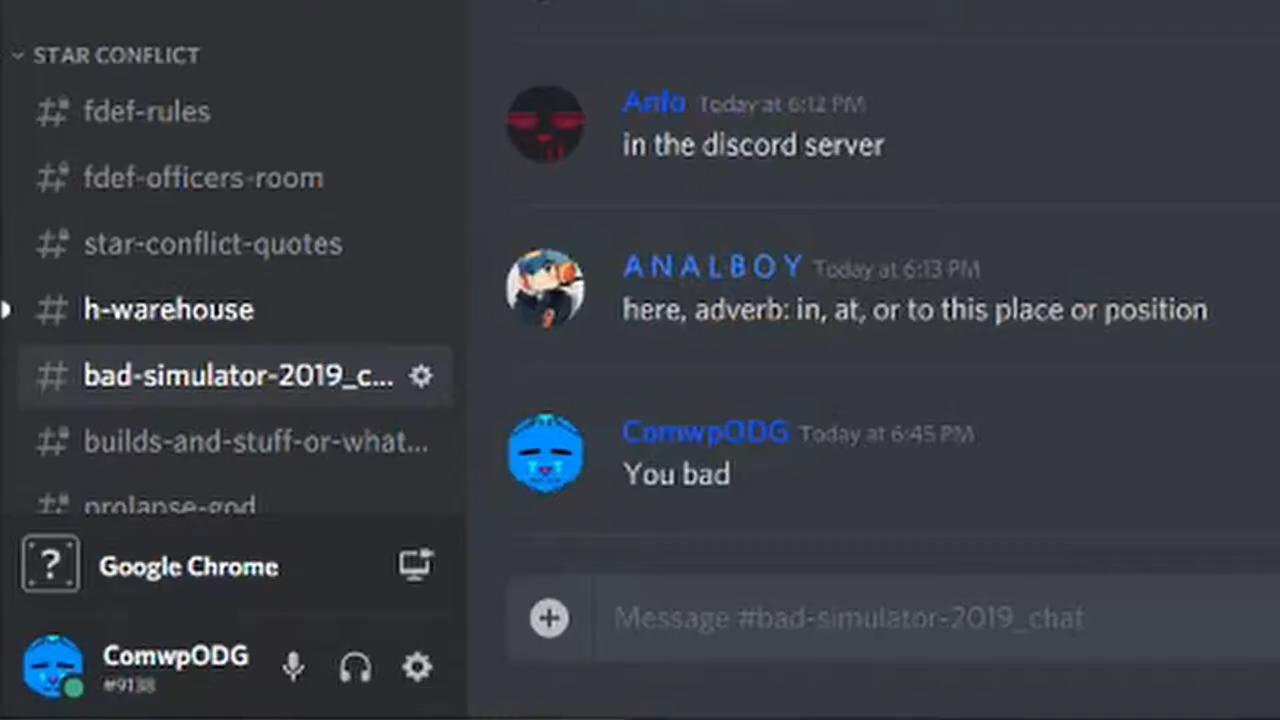 STAR CONFLICT
fdef-rules
fdef-officers-room
star-conflict-quotes
h-warehouse
bad-simulator-2019_c...
builds-and-stuff-or-what...
prolapse-god
?
Google Chrome
ComwpODG
#9138
Anfo Today at 6:12 PM
in the discord server
A N A L B O Y Today at 6:13 PM
here, adverb: in, at, or to this place or position
ComwpODG Today at 6:45 PM
You bad
Message #bad-simulator-2019_chat